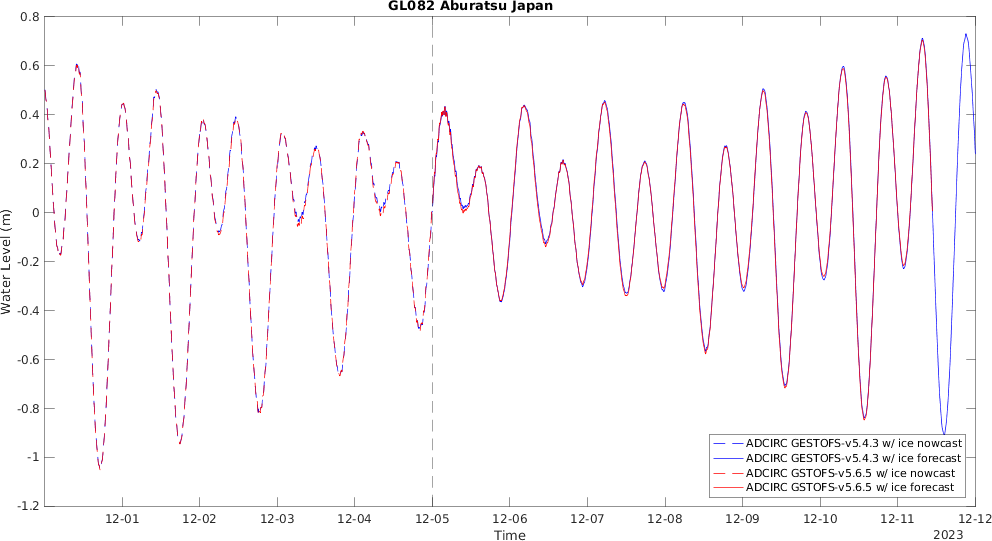 GL082 Aburatsu Japan
0.8
0.6
0.4
0.2
0
-0.2
-0.4
-0.6
-0.8
-1
-1.2
Water Level (m)
ADCIRC GESTOFS-v5.4.3 w/ ice nowcast
ADCIRC GESTOFS-v5.4.3 w/ ice forecast
ADCIRC GSTOFS-v5.6.5 w/ ice nowcast
ADCIRC GSTOFS-v5.6.5 w/ ice forecast
12-01 12-02 12-03 12-04 12-05 12-06 12-07 12-08 12-09 12-10 12-11 12-12
Time
2023